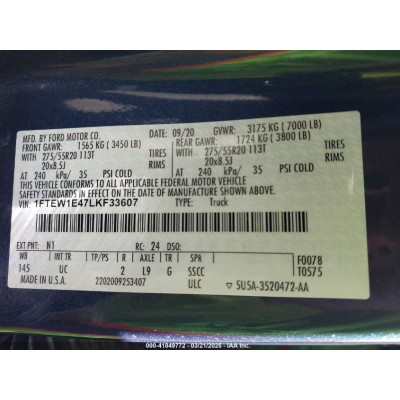 MFD. BY FORD MOTOR CO. 09/20 GVWR: 3175 KG ( 7000 LB)
FRONT GAWR: 1565 KG ( 3450 LB) REAR GAWR: 1724 KG ( 3800 LB)
WITH WITH
275/55R20 113T TIRES 275/55R20 113T TIRES
20x8.5J RIMS 20x8.5J RIMS
AT 240 kPa/ 35 PSI COLD AT 240 kPa/ 35 PSI COLD
THIS VEHICLE CONFORMS TO ALL APPLICABLE FEDERAL MOTOR VEHICLE
SAFETY STANDARDS IN EFFECT ON THE DATE OF MANUFACTURE SHOWN ABOVE.
VIN: 1FTEW1E47LKF33607 TYPE: Truck
EXT PNT: N1 RC: 24 DSO:
WB INT TR TP/PS R AXLE TR SPR F0078
145 UC 2 L9 G SSCC T0575
MADE IN U.S.A. 2202009253407 ULC 5U5A-3520472-AA
000-41849772 - 03/21/2025 - IAA Inc.